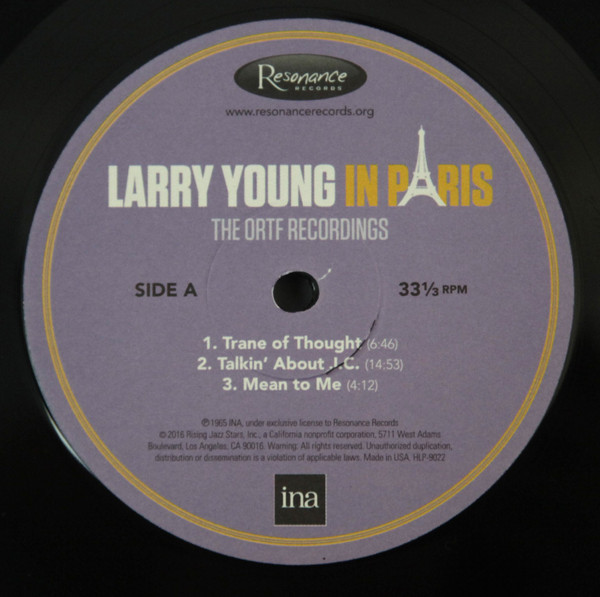 Resonance
RECORDS
www.resonancerecords.org
LARRY YOUNG IN PARIS
THE ORTF RECORDINGS
SIDE A
33⅓ RPM
1. Trane of Thought (6:46)
2. Talkin' About J.C. (14:53)
3. Mean to Me (4:12)
℗ 1965 INA, under exclusive license to Resonance Records
© 2016 Rising Jazz Stars, Inc., a California nonprofit corporation, 5711 West Adams
Boulevard, Los Angeles, CA 90016. Warning: All rights reserved. Unauthorized duplication,
distribution or dissemination is a violation of applicable laws. Made in USA. HLP-9022
ina